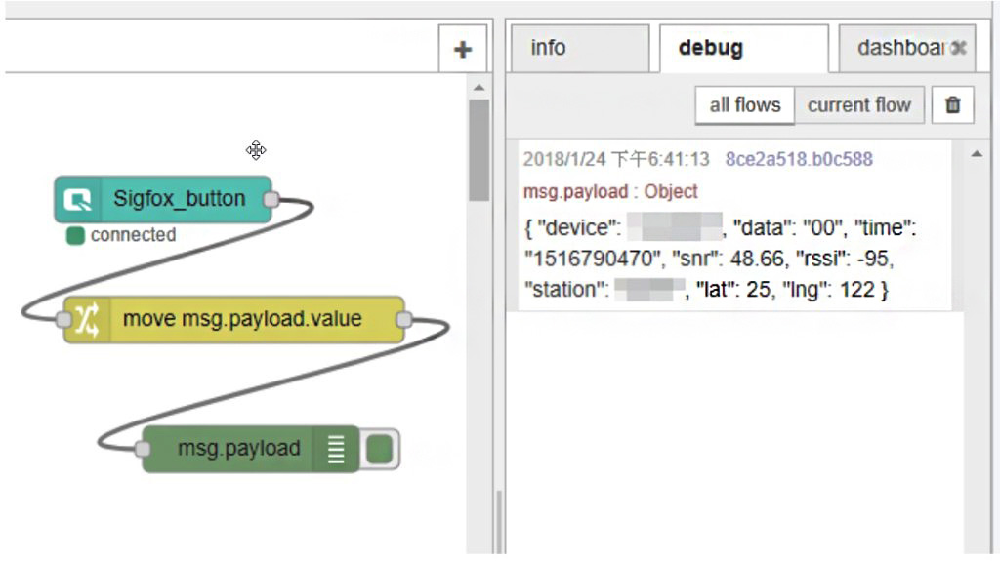 +
info
debug
dashboar
all flows
current flow
2018/1/24 下午6:41:13 8ce2a518.b0c588
msg.payload : Object
{ "device": , "data": "00", "time":
"1516790470", "snr": 48.66, "rssi": -95,
"station": , "lat": 25, "lng": 122 }
Sigfox_button
connected
move msg.payload.value
msg.payload